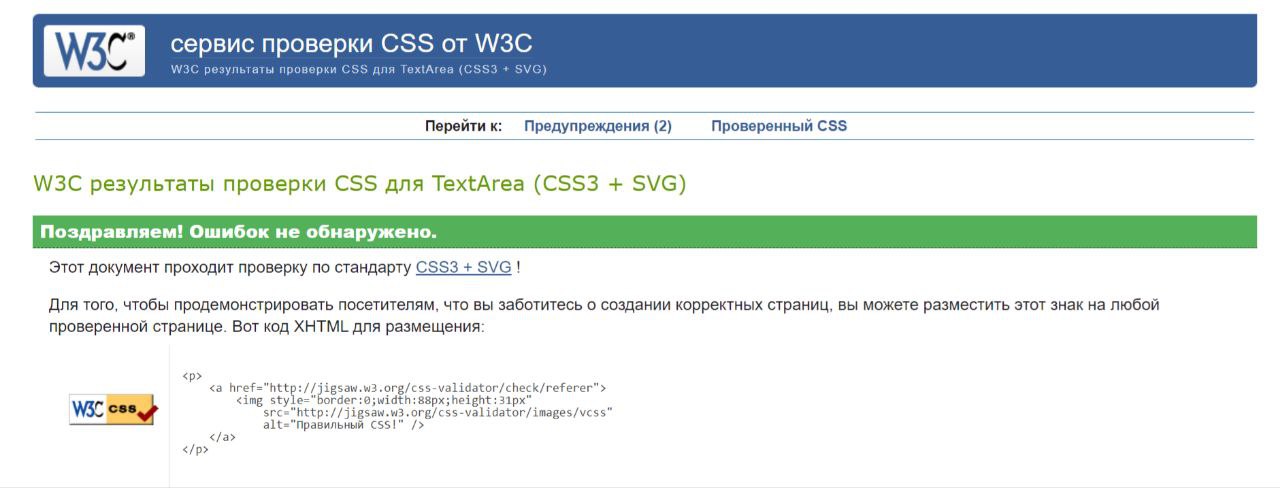 W3C®
сервис проверки CSS от W3C
W3C результаты проверки CSS для TextArea (CSS3 + SVG)
Перейти к: Предупреждения (2) Проверенный CSS
W3C результаты проверки CSS для TextArea (CSS3 + SVG)
Поздравляем! Ошибок не обнаружено.
Этот документ проходит проверку по стандарту CSS3 + SVG !
Для того, чтобы продемонстрировать посетителям, что вы заботитесь о создании корректных страниц, вы можете разместить этот знак на любой
проверенной странице. Вот код XHTML для размещения:
W3C css
<p>
    <a href="http://jigsaw.w3.org/css-validator/check/referer">
        <img style="border:0;width:88px;height:31px"
            src="http://jigsaw.w3.org/css-validator/images/vcss"
            alt="Правильный CSS!" />
    </a>
</p>